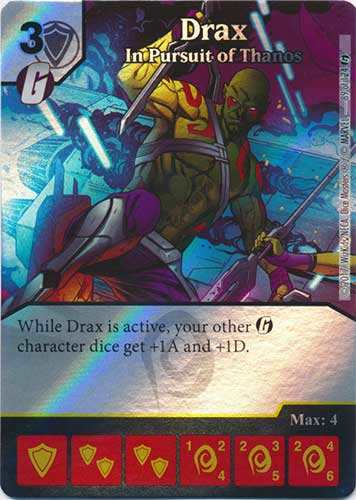 3
Drax
In Pursuit of Thanos
G
While Drax is active, your other G
character dice get +1A and +1D.
Max: 4
1 2 4
2 3 5
2 4 6